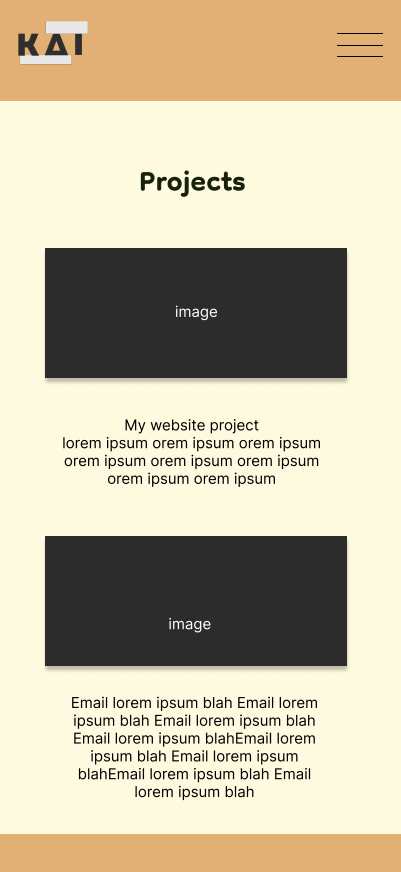 KAI
Projects
image
My website project
lorem ipsum orem ipsum orem ipsum
orem ipsum orem ipsum orem ipsum
orem ipsum orem ipsum
image
Email lorem ipsum blah Email lorem
ipsum blah Email lorem ipsum blah
Email lorem ipsum blahEmail lorem
ipsum blah Email lorem ipsum
blahEmail lorem ipsum blah Email
lorem ipsum blah